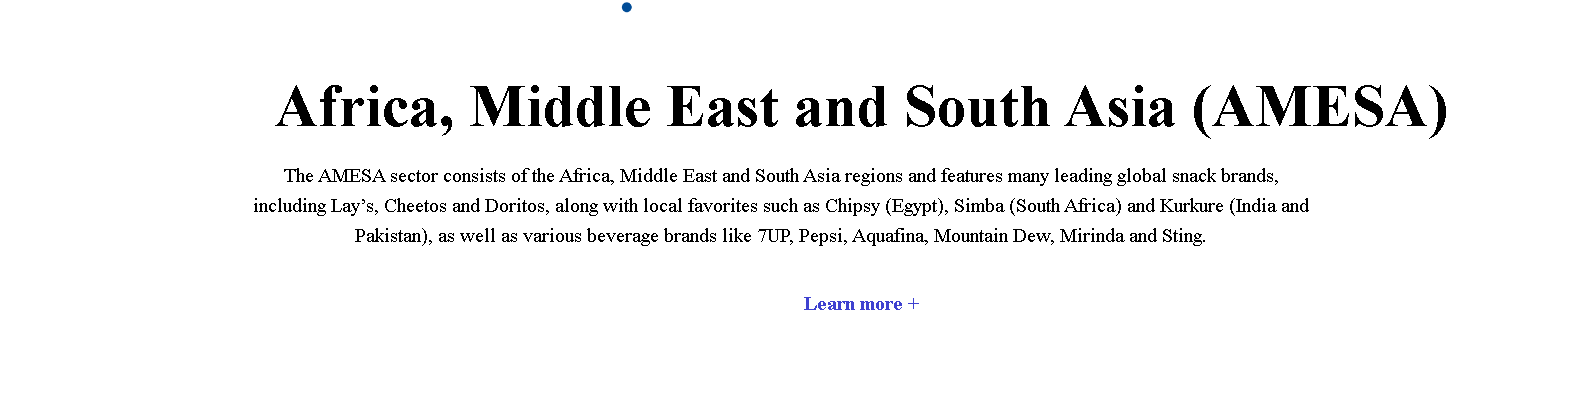 Africa, Middle East and South Asia (AMESA)
The AMESA sector consists of the Africa, Middle East and South Asia regions and features many leading global snack brands,
including Lay’s, Cheetos and Doritos, along with local favorites such as Chipsy (Egypt), Simba (South Africa) and Kurkure (India and
Pakistan), as well as various beverage brands like 7UP, Pepsi, Aquafina, Mountain Dew, Mirinda and Sting.
Learn more +